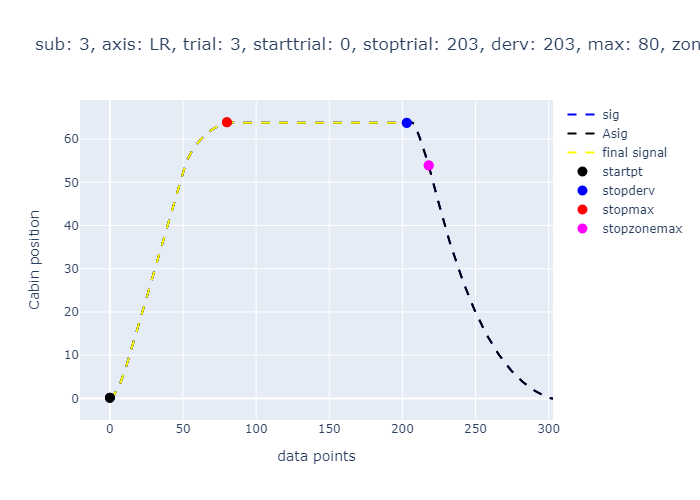 sub: 3, axis: LR, trial: 3, starttrial: 0, stoptrial: 203, derv: 203, max: 80, zon
sig
Asig
final signal
startpt
stopderv
stopmax
stopzonemax
Cabin position
60
50
40
30
20
10
0
0 50 100 150 200 250 300
data points